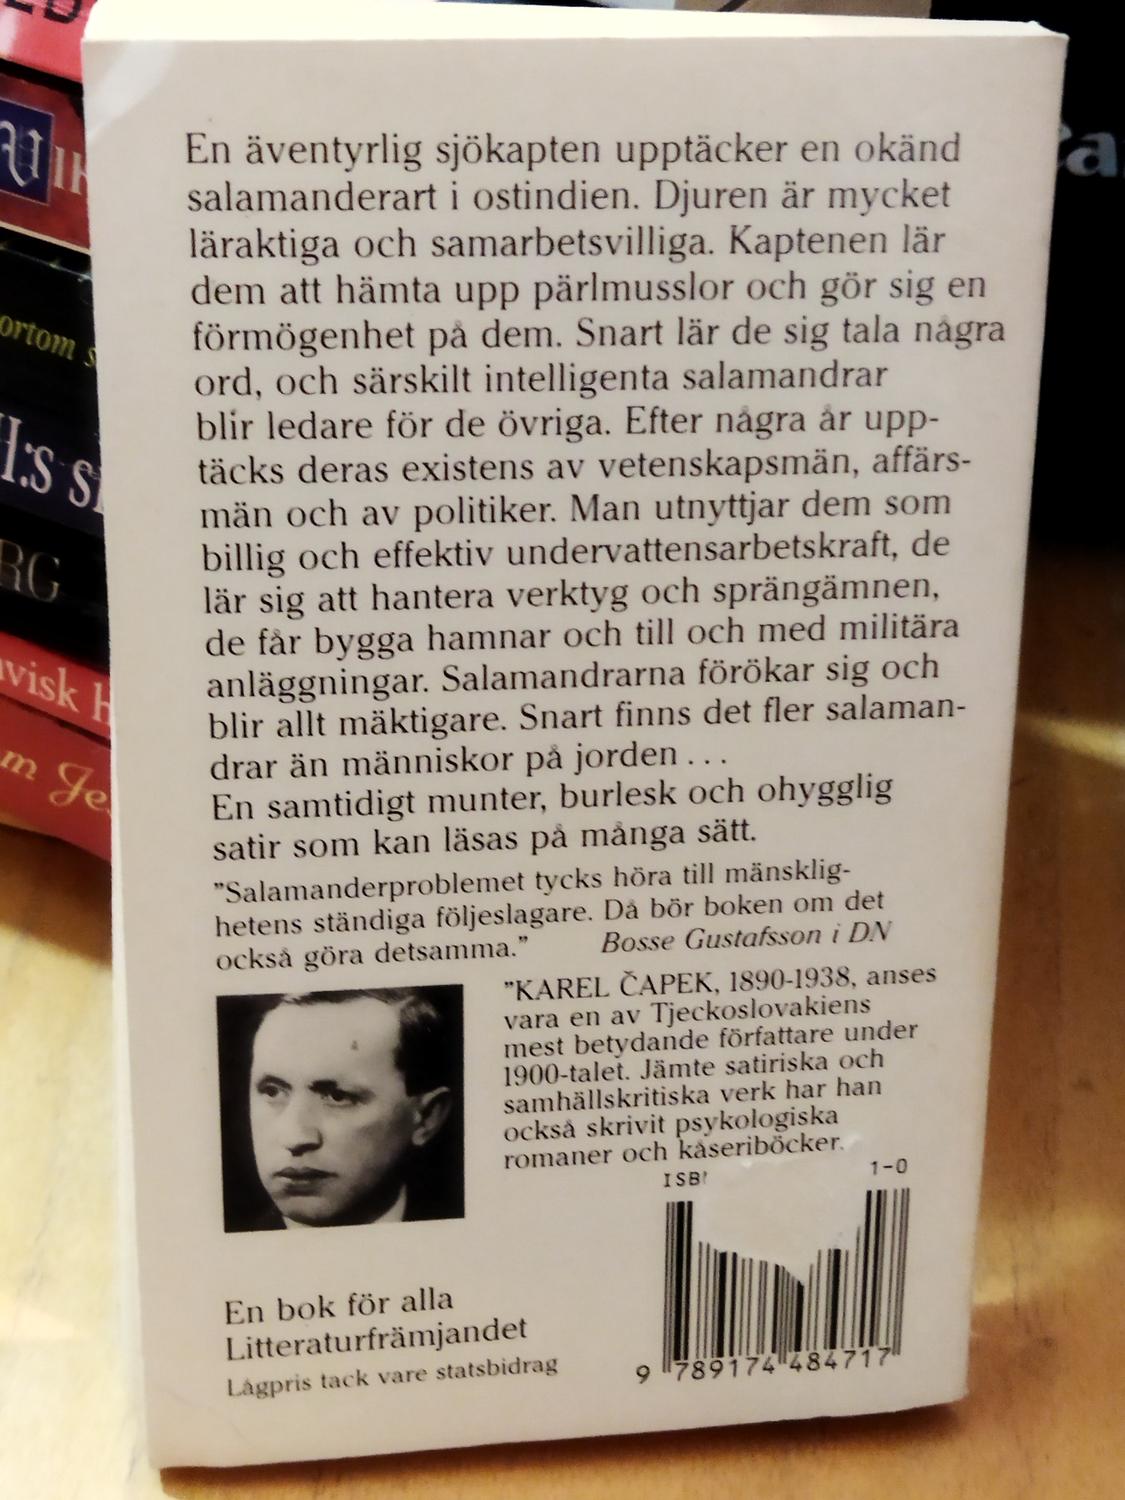 En äventyrlig sjökapten upptäcker en okänd
salamanderart i ostindien. Djuren är mycket
läraktiga och samarbetsvilliga. Kaptenen lär
dem att hämta upp pärlmusslor och gör sig en
förmögenhet på dem. Snart lär de sig tala några
ord, och särskilt intelligenta salamandrar
blir ledare för de övriga. Efter några år upp-
täcks deras existens av vetenskapsmän, affärs-
män och av politiker. Man utnyttjar dem som
billig och effektiv undervattensarbetskraft, de
lär sig att hantera verktyg och sprängämnen,
de får bygga hamnar och till och med militära
anläggningar. Salamandrarna förökar sig och
blir allt mäktigare. Snart finns det fler salaman-
drar än människor på jorden . . .
En samtidigt munter, burlesk och ohygglig
satir som kan läsas på många sätt.
”Salamanderproblemet tycks höra till mänsklig-
hetens ständiga följeslagare. Då bör boken om det
också göra detsamma.” Bosse Gustafsson i DN
”KAREL ČAPEK, 1890-1938, anses
vara en av Tjeckoslovakiens
mest betydande författare under
1900-talet. Jämte satiriska och
samhällskritiska verk har han
också skrivit psykologiska
romaner och kåseriböcker.
1-0
En bok för alla
Litteraturfrämjandet
Lågpris tack vare statsbidrag
9 789174 484717
ortom
H:s
RG
m